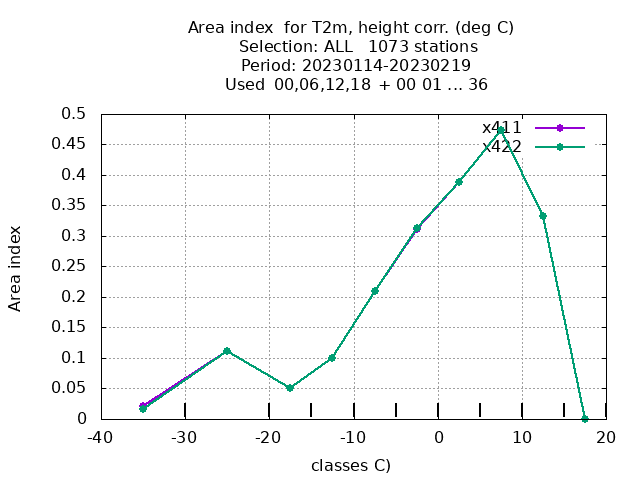 Area index  for T2m, height corr. (deg C)
Selection: ALL   1073 stations
Period: 20230114-20230219
Used  00,06,12,18  + 00 01 ... 36
x411
x422
0.5
0.45
0.4
0.35
0.3
0.25
0.2
0.15
0.1
0.05
0
Area index
-40 -30 -20 -10 0 10 20
classes C)